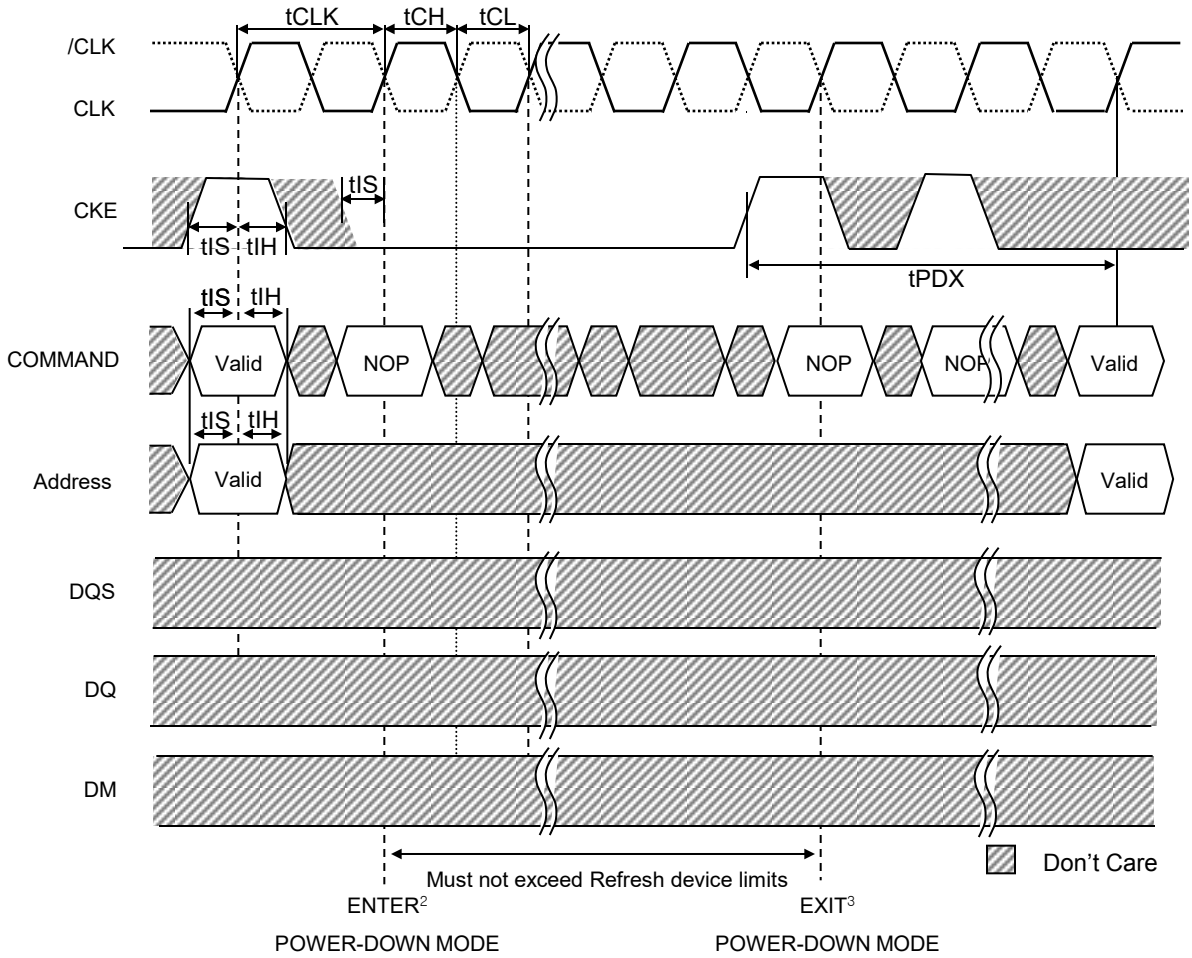 tCLK tCH tCL
/CLK
CLK
CKE
tIS
tIS tIH
tPDX
tIS tIH
COMMAND
Valid NOP NOP NOP Valid
tIS tIH
Address
Valid Valid
DQS
DQ
DM
Don't Care
Must not exceed Refresh device limits
ENTER² EXIT³
POWER-DOWN MODE POWER-DOWN MODE